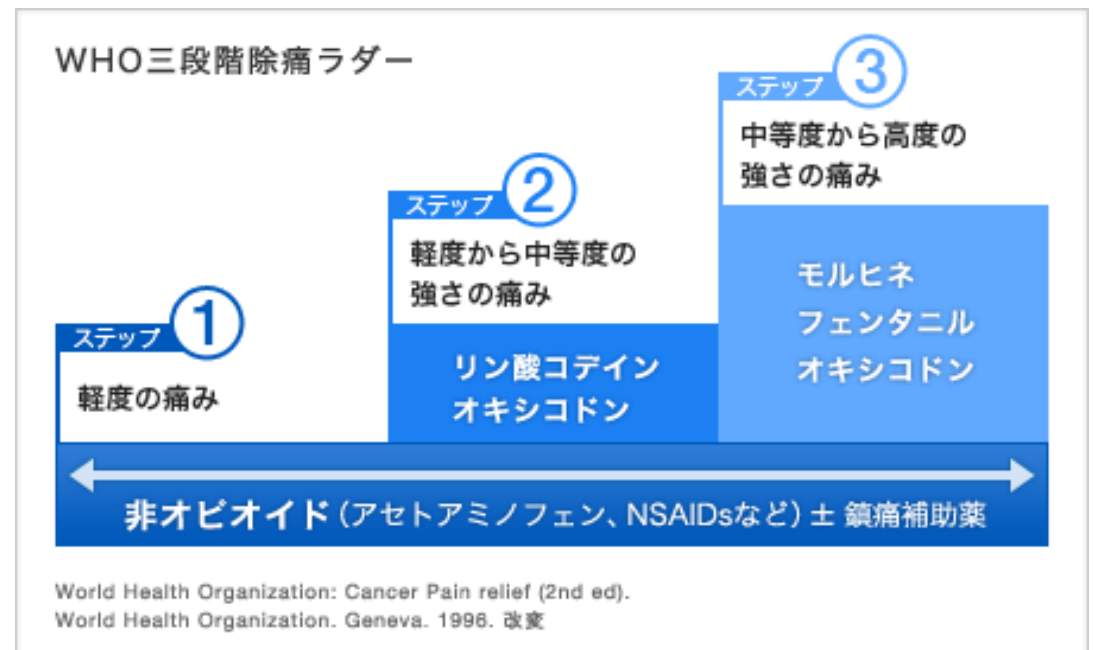 WHO三段階除痛ラダー
ステップ 1
軽度の痛み
ステップ 2
軽度から中等度の
強さの痛み
リン酸コデイン
オキシコドン
ステップ 3
中等度から高度の
強さの痛み
モルヒネ
フェンタニル
オキシコドン
非オピオイド（アセトアミノフェン、NSAIDsなど）± 鎮痛補助薬
World Health Organization: Cancer Pain relief (2nd ed).
World Health Organization. Geneva. 1996. 改変